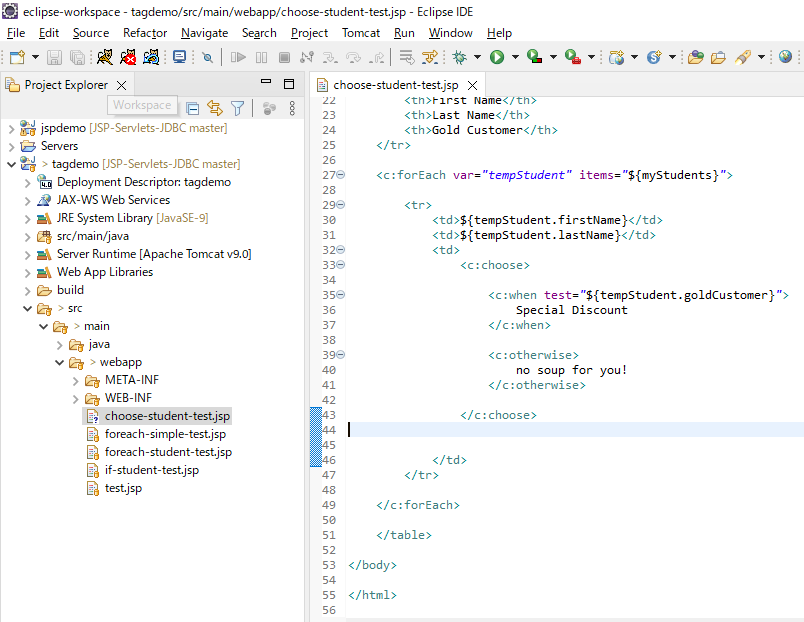 eclipse-workspace - tagdemo/src/main/webapp/choose-student-test.jsp - Eclipse IDE
File Edit Source Refactor Navigate Search Project Tomcat Run Window Help
Project Explorer
Workspace
jspdemo [JSP-Servlets-JDBC master]
Servers
> tagdemo [JSP-Servlets-JDBC master]
Deployment Descriptor: tagdemo
JAX-WS Web Services
JRE System Library [JavaSE-9]
src/main/java
Server Runtime [Apache Tomcat v9.0]
Web App Libraries
build
> src
> main
java
> webapp
META-INF
WEB-INF
choose-student-test.jsp
foreach-simple-test.jsp
foreach-student-test.jsp
if-student-test.jsp
test.jsp
choose-student-test.jsp
22 <th>First Name</th>
23 <th>Last Name</th>
24 <th>Gold Customer</th>
25 </tr>
26
27 <c:forEach var="tempStudent" items="${myStudents}">
28
29 <tr>
30 <td>${tempStudent.firstName}</td>
31 <td>${tempStudent.lastName}</td>
32 <td>
33 <c:choose>
34
35 <c:when test="${tempStudent.goldCustomer}">
36 Special Discount
37 </c:when>
38
39 <c:otherwise>
40 no soup for you!
41 </c:otherwise>
42
43 </c:choose>
44
45
46 </td>
47 </tr>
48
49 </c:forEach>
50
51 </table>
52
53 </body>
54
55 </html>
56